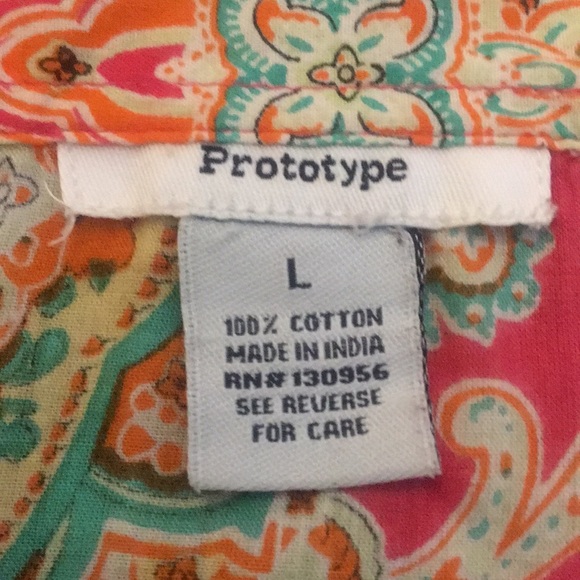 Prototype
L
100% COTTON
MADE IN INDIA
RN# 130956
SEE REVERSE
FOR CARE